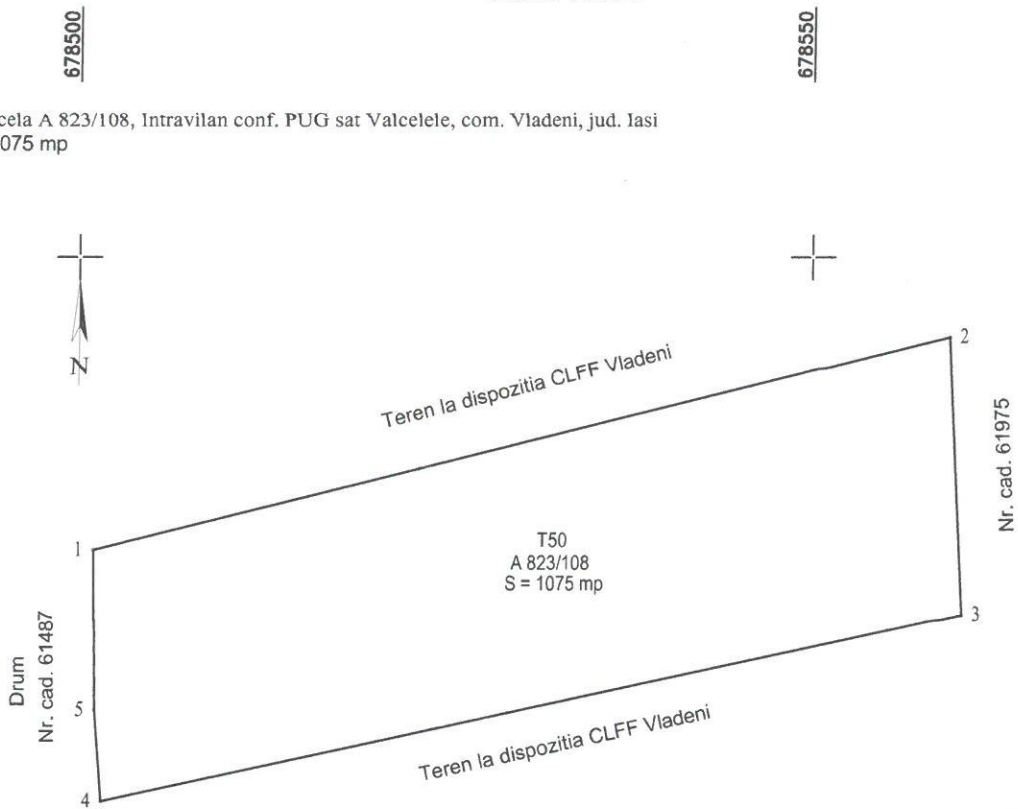 678500
678550
cela A 823/108, Intravilan conf. PUG sat Valcelele, com. Vladeni, jud. Iasi
075 mp
N
Teren la dispozitia CLFF Vladeni
2
Nr. cad. 61975
1
T50
A 823/108
S = 1075 mp
3
Drum
Nr. cad. 61487
5
Teren la dispozitia CLFF Vladeni
4